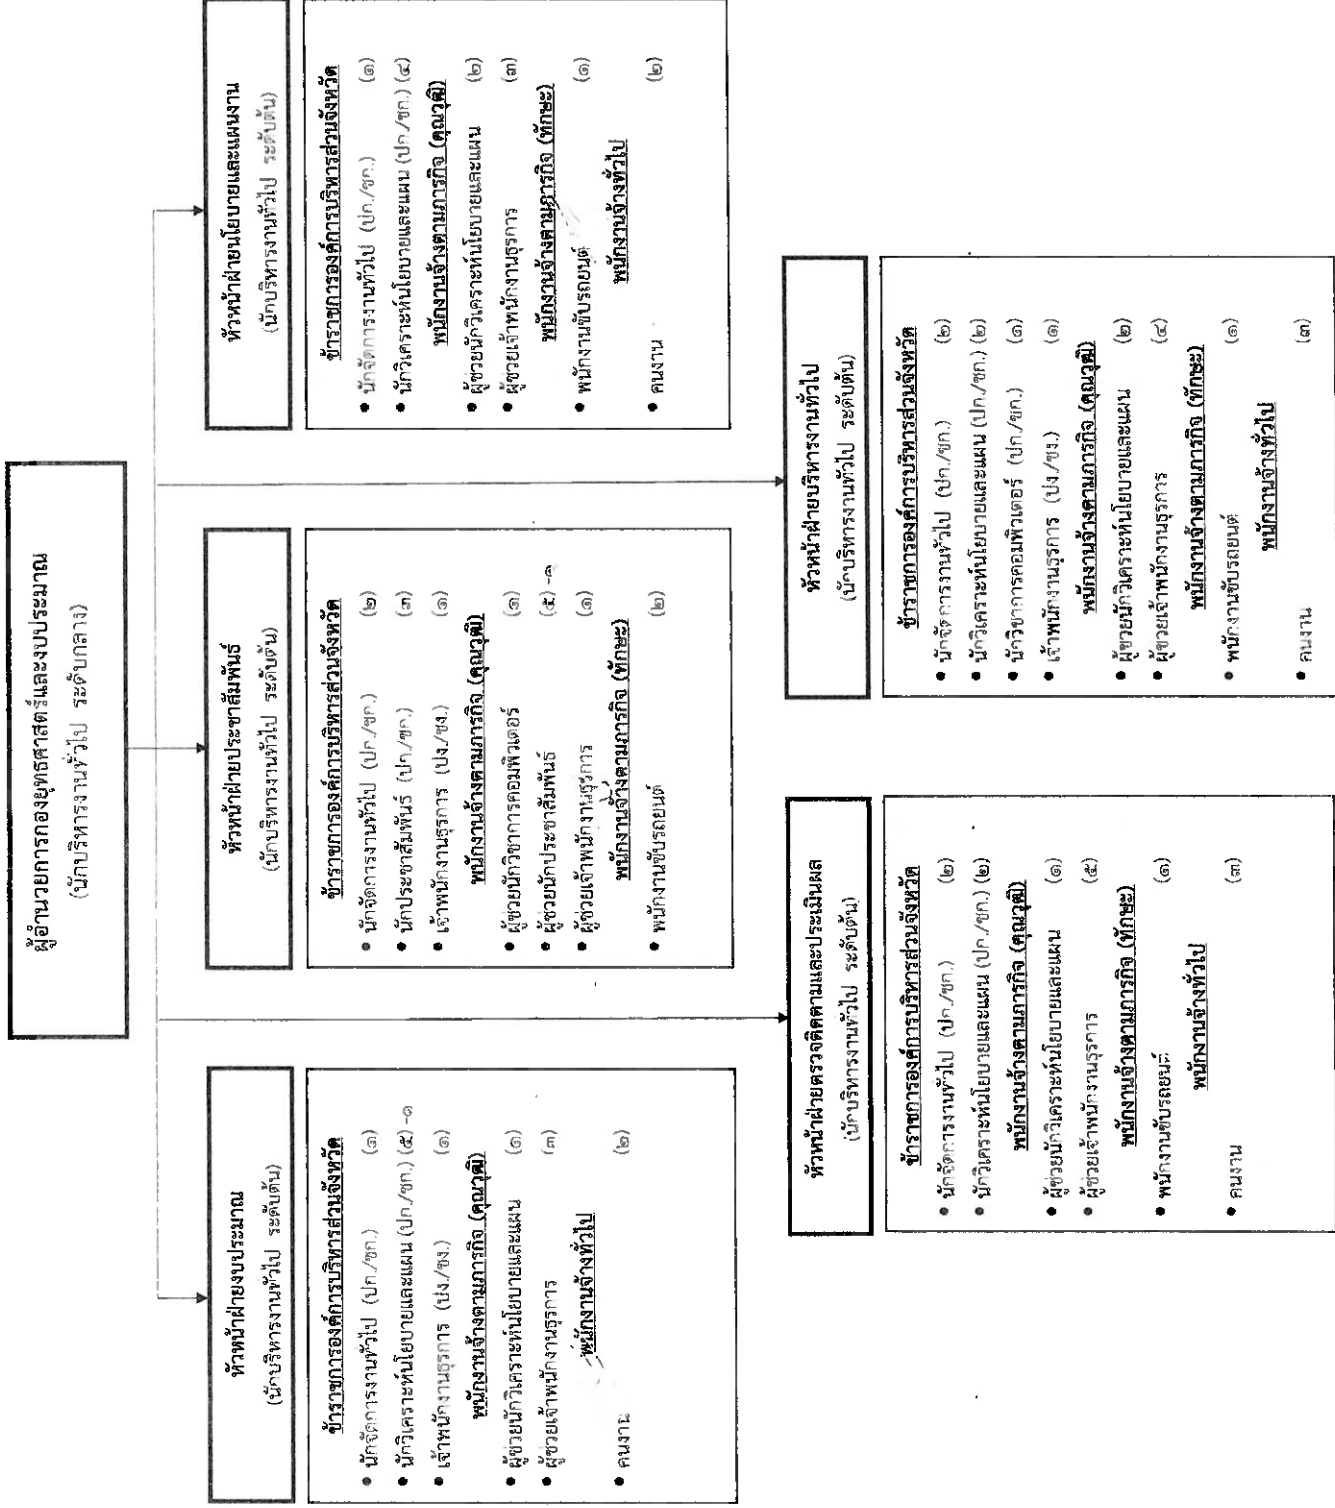 ผู้อำนวยการกองยุทธศาสตร์และงบประมาณ
(นักบริหารงานทั่วไป ระดับกลาง)
หัวหน้าฝ่ายงบประมาณ
(นักบริหารงานทั่วไป ระดับต้น)
ข้าราชการองค์การบริหารส่วนจังหวัด
● นักจัดการงานทั่วไป (ปก./ชก.) (๑)
● นักวิเคราะห์นโยบายและแผน (ปก./ชก.) (๕) -๑
● เจ้าพนักงานธุรการ (ปง./ชง.) (๑)
พนักงานจ้างตามภารกิจ (คุณวุฒิ)
● ผู้ช่วยนักวิเคราะห์นโยบายและแผน (๑)
● ผู้ช่วยเจ้าพนักงานธุรการ (๓)
พนักงานจ้างทั่วไป
● คนงาน (๒)
หัวหน้าฝ่ายประชาสัมพันธ์
(นักบริหารงานทั่วไป ระดับต้น)
ข้าราชการองค์การบริหารส่วนจังหวัด
● นักจัดการงานทั่วไป (ปก./ชก.) (๒)
● นักประชาสัมพันธ์ (ปก./ชก.) (๓)
● เจ้าพนักงานธุรการ (ปง./ชง.) (๑)
พนักงานจ้างตามภารกิจ (คุณวุฒิ)
● ผู้ช่วยนักวิชาการคอมพิวเตอร์ (๑)
● ผู้ช่วยนักประชาสัมพันธ์ (๕) -๑
● ผู้ช่วยเจ้าพนักงานธุรการ (๑)
พนักงานจ้างตามภารกิจ (ทักษะ)
● พนักงานขับรถยนต์ (๒)
หัวหน้าฝ่ายนโยบายและแผนงาน
(นักบริหารงานทั่วไป ระดับต้น)
ข้าราชการองค์การบริหารส่วนจังหวัด
● นักจัดการงานทั่วไป (ปก./ชก.) (๑)
● นักวิเคราะห์นโยบายและแผน (ปก./ชก.) (๔)
พนักงานจ้างตามภารกิจ (คุณวุฒิ)
● ผู้ช่วยนักวิเคราะห์นโยบายและแผน (๒)
● ผู้ช่วยเจ้าพนักงานธุรการ (๓)
พนักงานจ้างตามภารกิจ (ทักษะ)
● พนักงานขับรถยนต์ (๑)
พนักงานจ้างทั่วไป
● คนงาน (๒)
หัวหน้าฝ่ายตรวจติดตามและประเมินผล
(นักบริหารงานทั่วไป ระดับต้น)
ข้าราชการองค์การบริหารส่วนจังหวัด
● นักจัดการงานทั่วไป (ปก./ชก.) (๒)
● นักวิเคราะห์นโยบายและแผน (ปก./ชก.) (๒)
พนักงานจ้างตามภารกิจ (คุณวุฒิ)
● ผู้ช่วยนักวิเคราะห์นโยบายและแผน (๑)
● ผู้ช่วยเจ้าพนักงานธุรการ (๕)
พนักงานจ้างตามภารกิจ (ทักษะ)
● พนักงานขับรถยนต์ (๑)
พนักงานจ้างทั่วไป
● คนงาน (๓)
หัวหน้าฝ่ายบริหารงานทั่วไป
(นักบริหารงานทั่วไป ระดับต้น)
ข้าราชการองค์การบริหารส่วนจังหวัด
● นักจัดการงานทั่วไป (ปก./ชก.) (๒)
● นักวิเคราะห์นโยบายและแผน (ปก./ชก.) (๒)
● นักวิชาการคอมพิวเตอร์ (ปก./ชก.) (๑)
● เจ้าพนักงานธุรการ (ปง./ชง.) (๑)
พนักงานจ้างตามภารกิจ (คุณวุฒิ)
● ผู้ช่วยนักวิเคราะห์นโยบายและแผน (๒)
● ผู้ช่วยเจ้าพนักงานธุรการ (๔)
พนักงานจ้างตามภารกิจ (ทักษะ)
● พนักงานขับรถยนต์ (๑)
พนักงานจ้างทั่วไป
● คนงาน (๓)